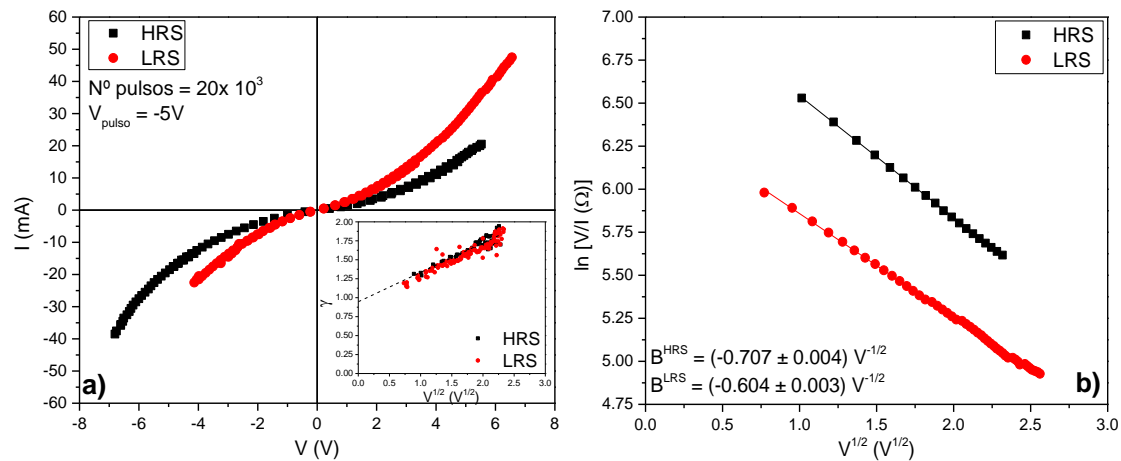 60
50
40
30
20
10
0
-10
-20
-30
-40
-50
-60
-8 -6 -4 -2 0 2 4 6 8
I (mA)
V (V)
HRS
LRS
Nº pulsos = 20x 10³
V_pulso = -5V
a)
2.00
1.75
1.50
1.25
1.00
0.75
0.50
0.25
0.00
0.0 0.5 1.0 1.5 2.0 2.5 3.0
γ
V^1/2 (V^1/2)
HRS
LRS
7.00
6.50
6.25
6.00
5.75
5.50
5.25
5.00
4.75
0.0 0.5 1.0 1.5 2.0 2.5 3.0
ln [V/I (Ω)]
V^1/2 (V^1/2)
HRS
LRS
B^HRS = (-0.707 ± 0.004) V^-1/2
B^LRS = (-0.604 ± 0.003) V^-1/2
b)